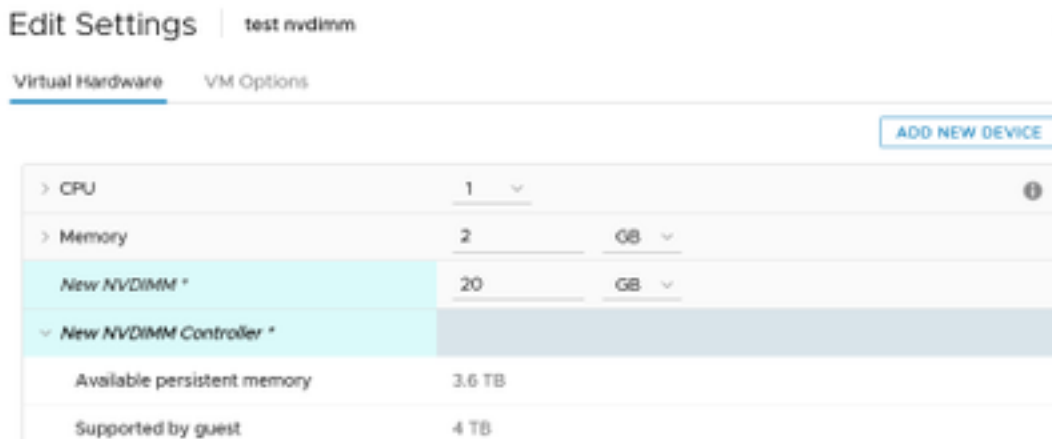 Edit Settings test nvdimm
Virtual Hardware VM Options
ADD NEW DEVICE
CPU 1
Memory 2 GB
New NVDIMM * 20 GB
New NVDIMM Controller *
Available persistent memory 3.6 TB
Supported by guest 4 TB